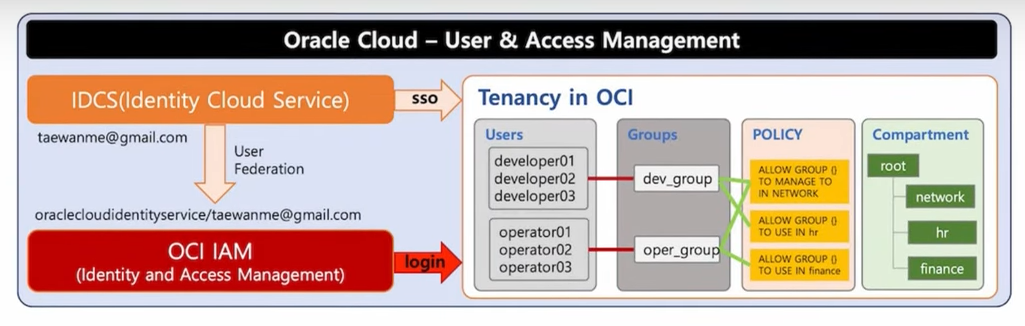 Oracle Cloud – User & Access Management
IDCS(Identity Cloud Service)
sso
taewanme@gmail.com
User
Federation
oraclecloudidentityservice/taewanme@gmail.com
OCI IAM
(Identity and Access Management)
login
Tenancy in OCI
Users
developer01
developer02
developer03
operator01
operator02
operator03
Groups
dev_group
oper_group
POLICY
ALLOW GROUP {}
TO MANAGE TO
IN NETWORK
ALLOW GROUP {}
TO USE IN hr
ALLOW GROUP {}
TO USE IN finance
Compartment
root
network
hr
finance